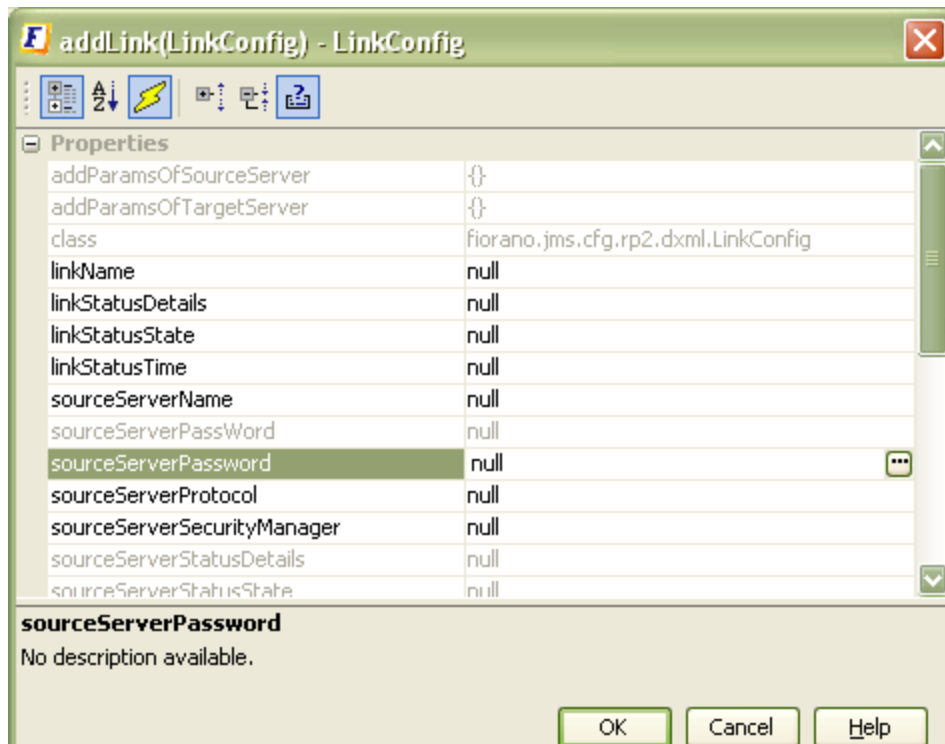 addLink(LinkConfig) - LinkConfig
Properties
addParamsOfSourceServer {}
addParamsOfTargetServer {}
class fiorano.jms.cfg.rp2.dxml.LinkConfig
linkName null
linkStatusDetails null
linkStatusState null
linkStatusTime null
sourceServerName null
sourceServerPassWord null
sourceServerPassword null
sourceServerProtocol null
sourceServerSecurityManager null
sourceServerStatusDetails null
sourceServerStatusState null
sourceServerPassword
No description available.
OK Cancel Help